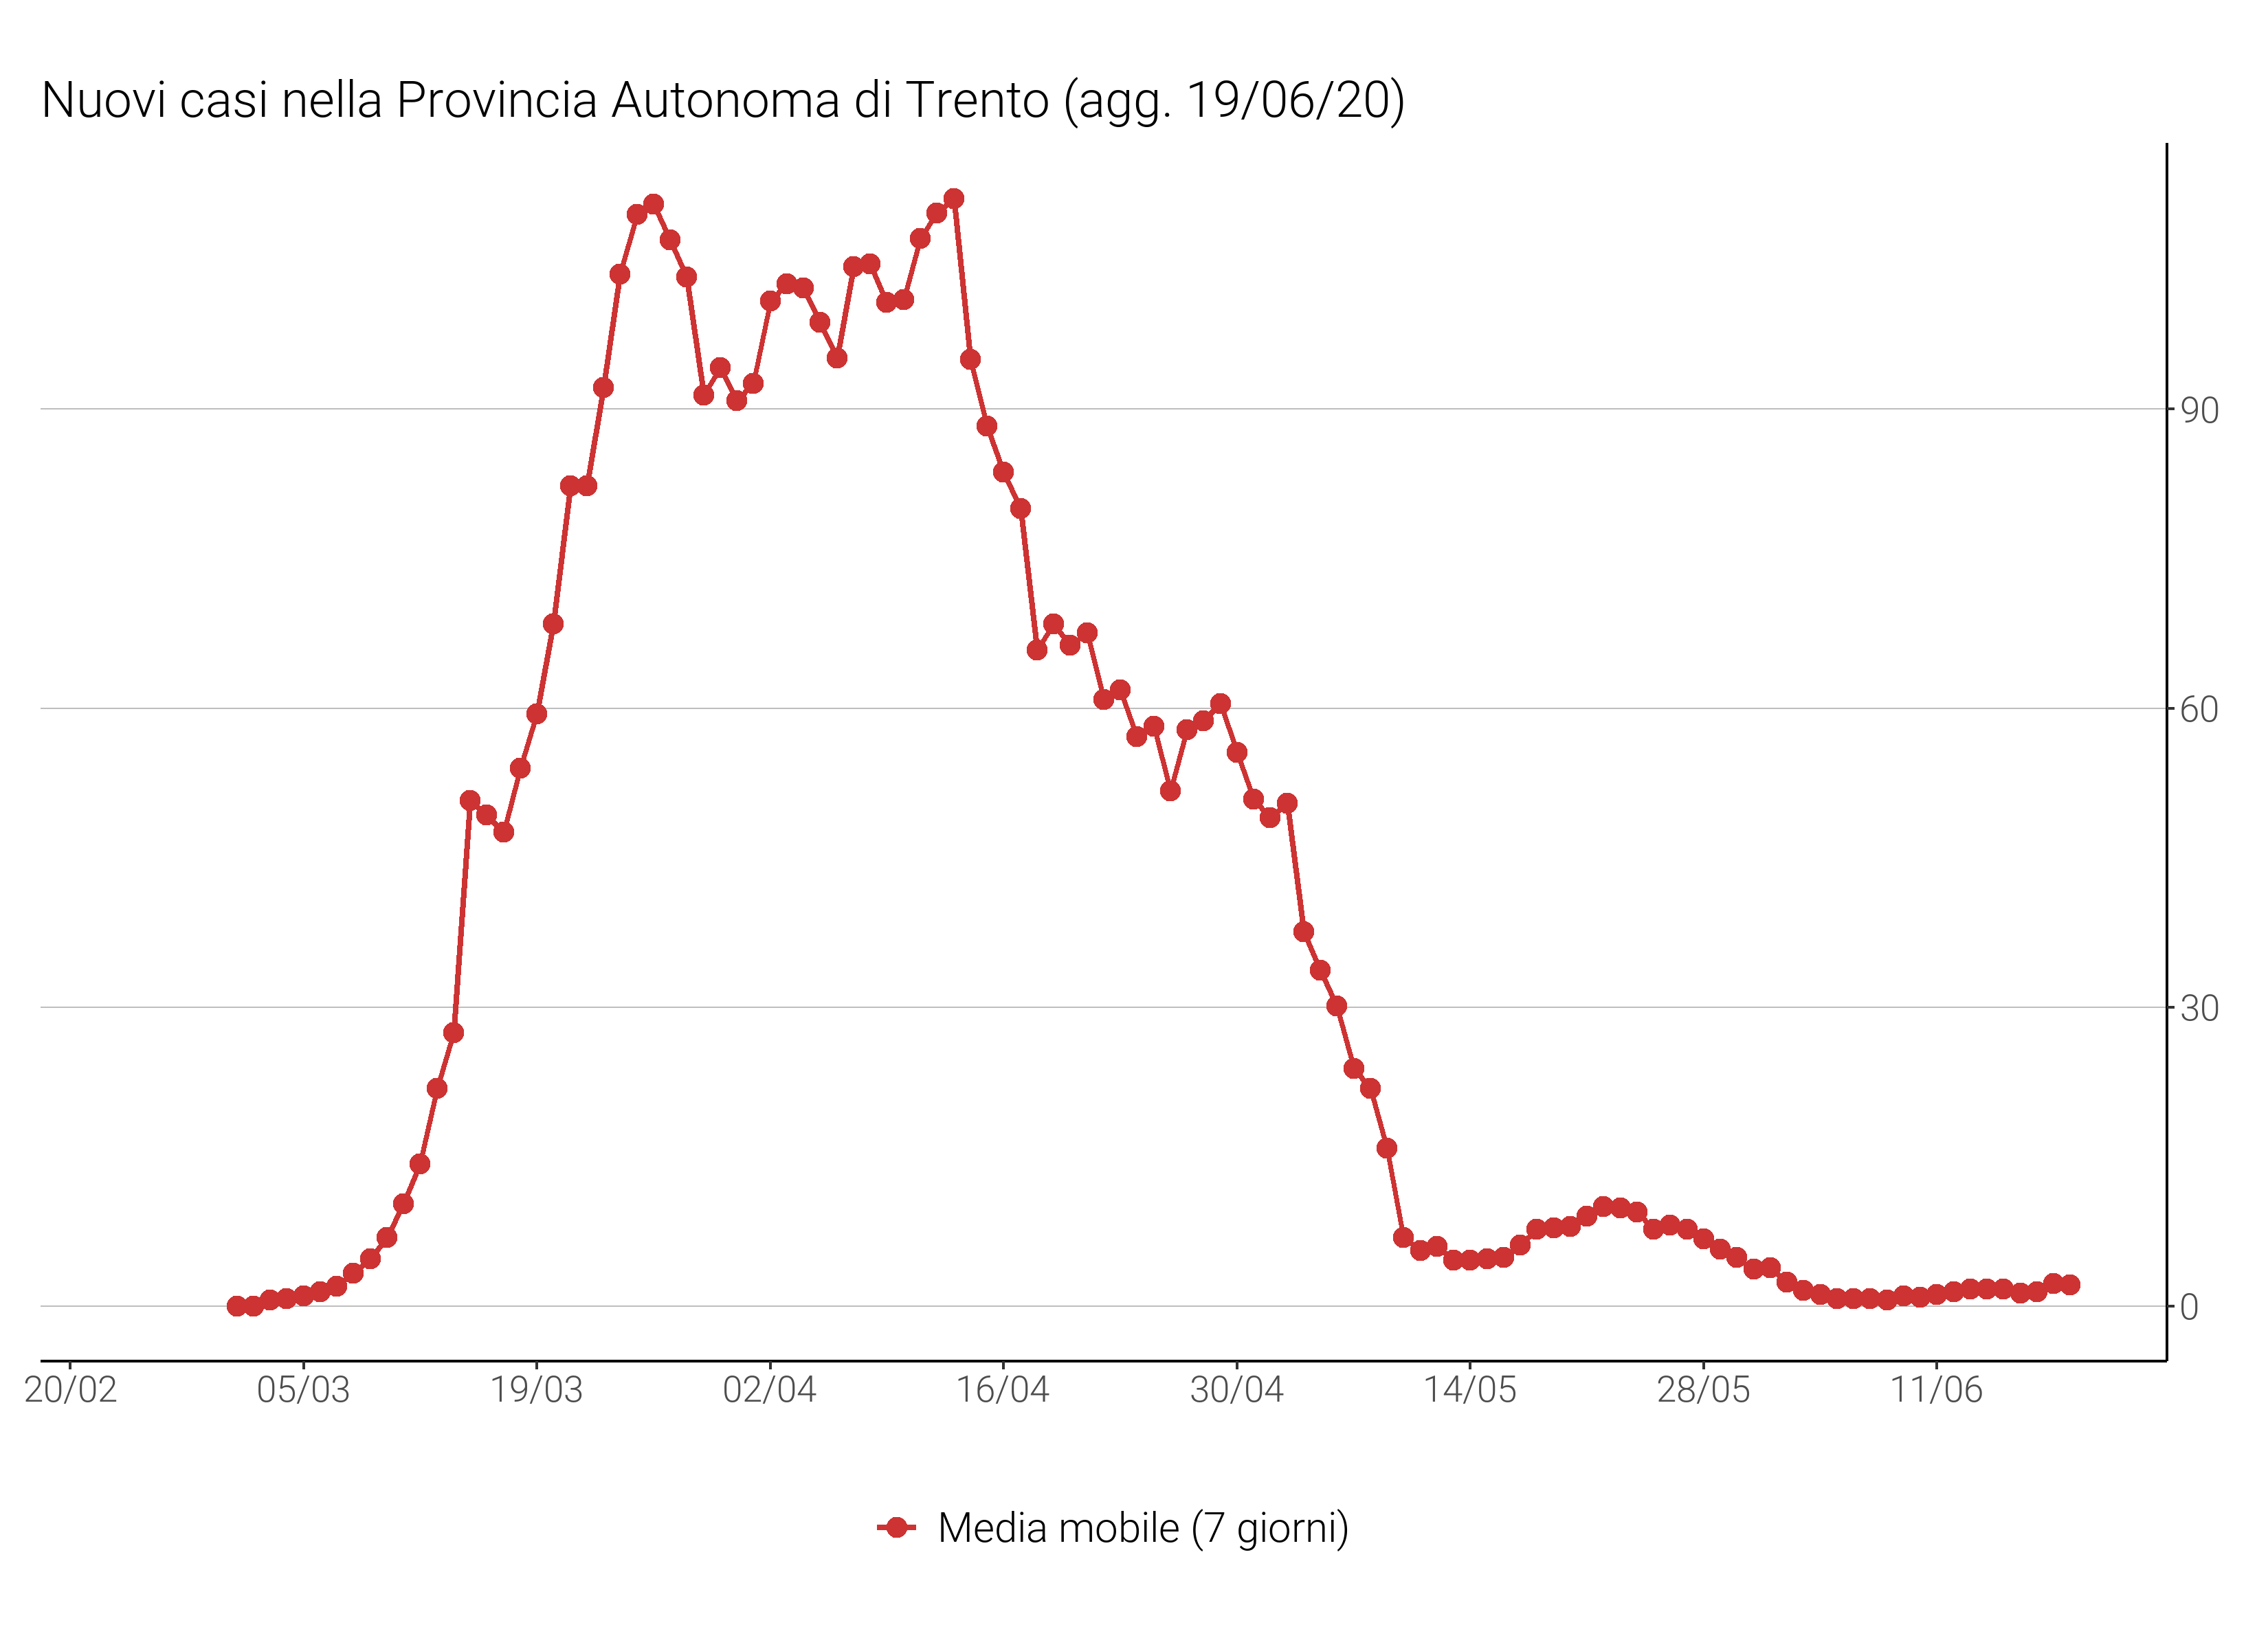 Nuovi casi nella Provincia Autonoma di Trento (agg. 19/06/20)
90
60
30
0
20/02 05/03 19/03 02/04 16/04 30/04 14/05 28/05 11/06
Media mobile (7 giorni)